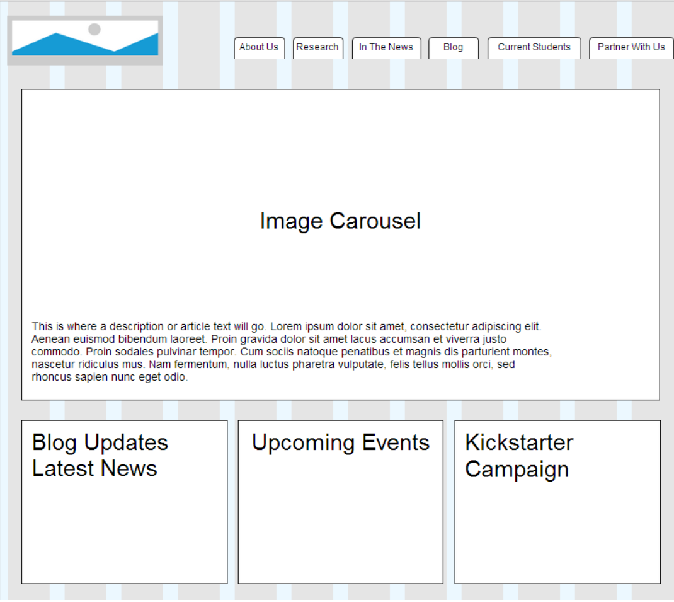 About Us Research In The News Blog Current Students Partner With Us
Image Carousel
This is where a description or article text will go. Lorem ipsum dolor sit amet, consectetur adipiscing elit.
Aenean euismod bibendum laoreet. Proin gravida dolor sit amet lacus accumsan et viverra justo
commodo. Proin sodales pulvinar tempor. Cum sociis natoque penatibus et magnis dis parturient montes,
nascetur ridiculus mus. Nam fermentum, nulla luctus pharetra vulputate, felis tellus mollis orci, sed
rhoncus sapien nunc eget odio.
Blog Updates
Latest News
Upcoming Events
Kickstarter
Campaign